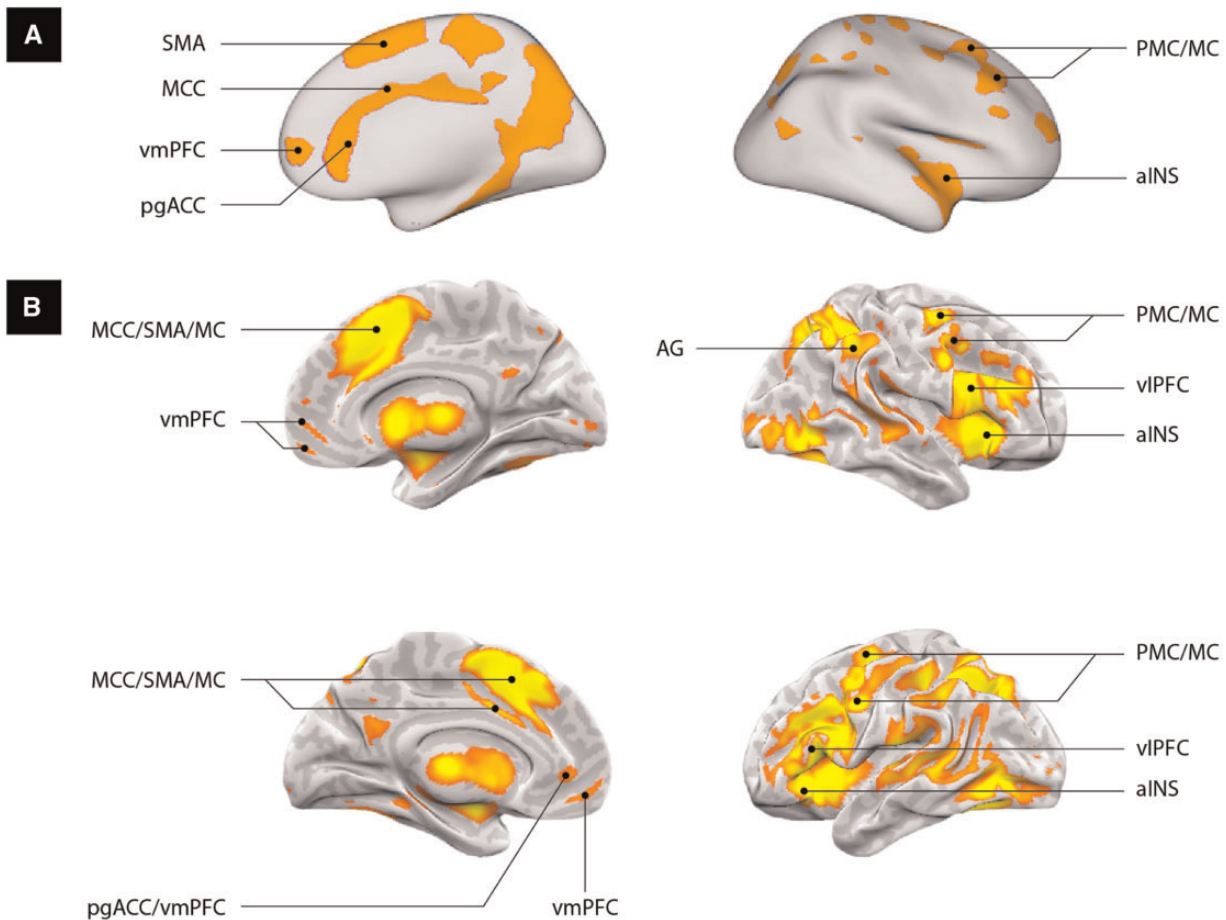 A
SMA
MCC
vmPFC
pgACC
PMC/MC
aINS
B
MCC/SMA/MC
vmPFC
AG
PMC/MC
vlPFC
aINS
MCC/SMA/MC
pgACC/vmPFC
vmPFC
PMC/MC
vlPFC
aINS